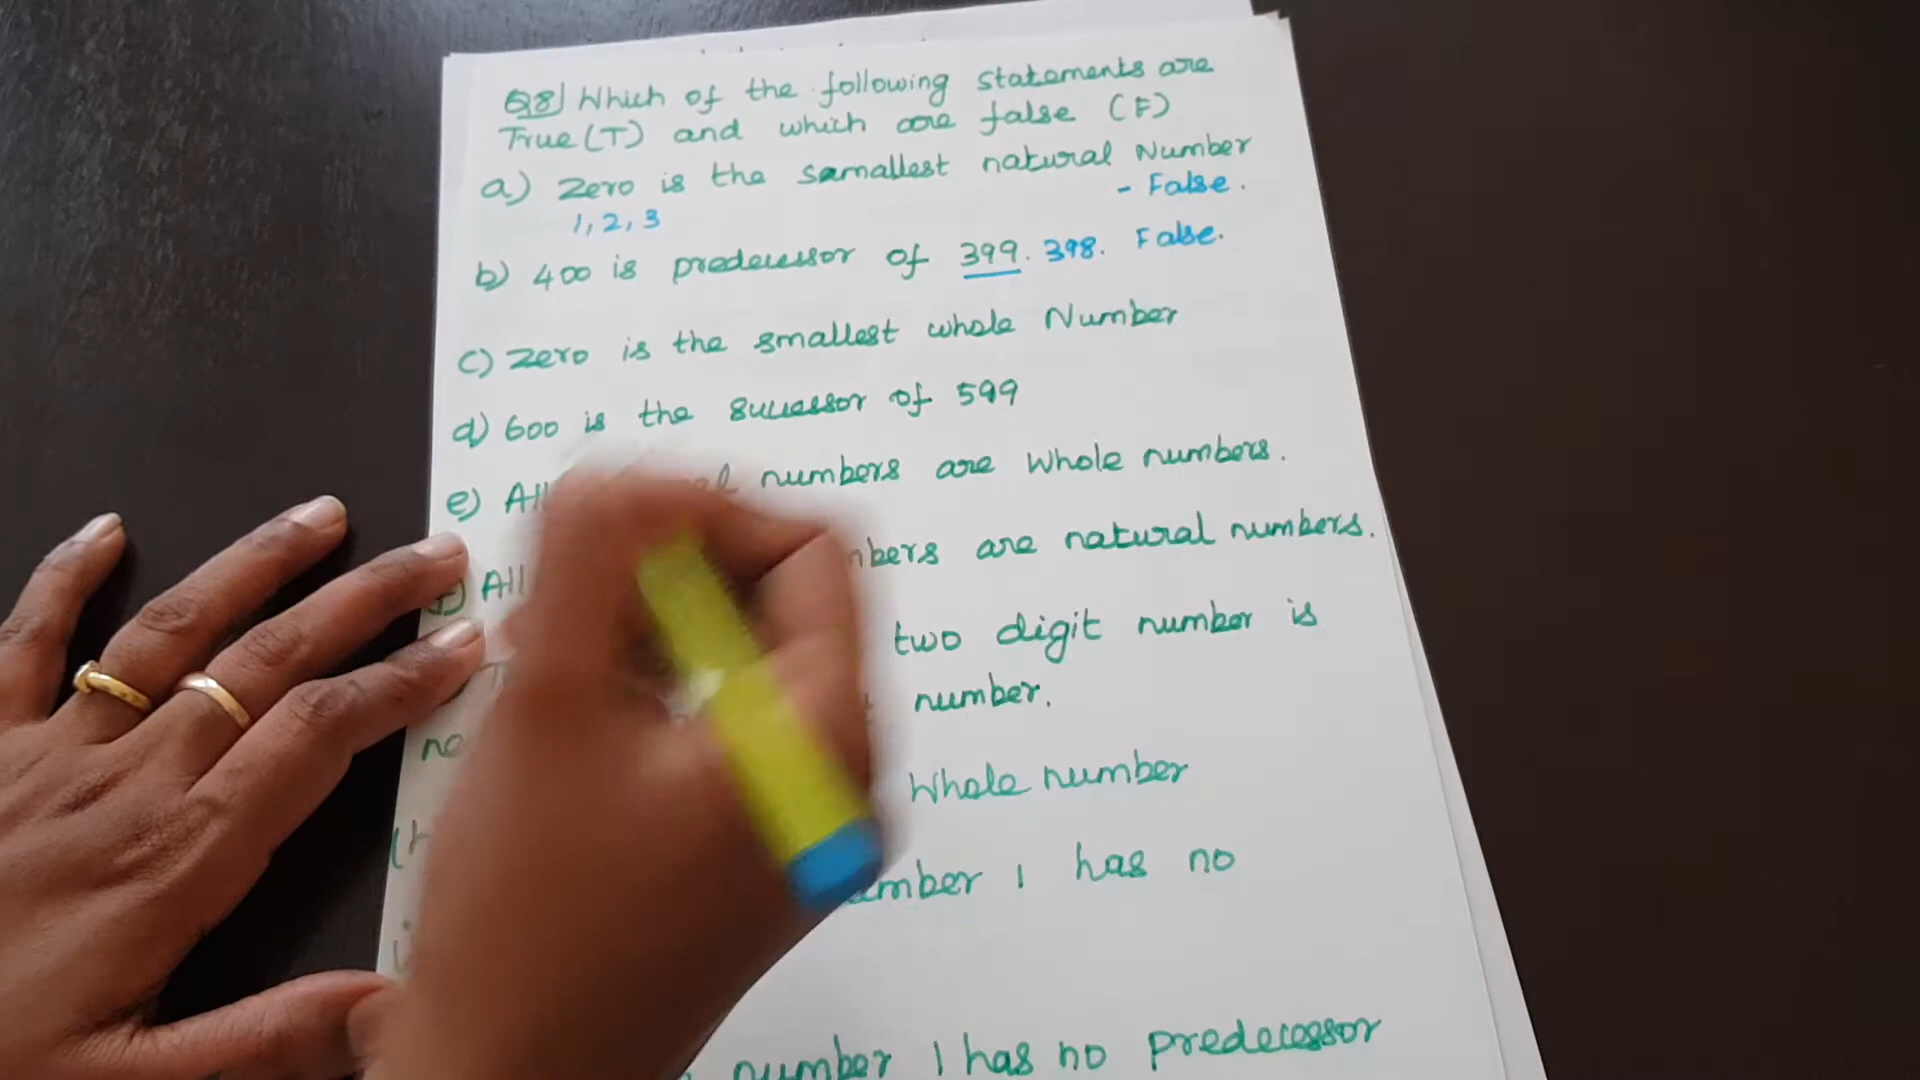 Q8) Which of the following statements are
True (T) and which are false (F)
a) Zero is the samallest natural Number
- False.
1, 2, 3
b) 400 is predecessor of 399. 398. False.
c) Zero is the smallest whole Number
d) 600 is the successor of 599
e) All numbers are Whole numbers.
All are natural numbers.
two digit number is
number.
Whole number
1 has no
number 1 has no predecessor